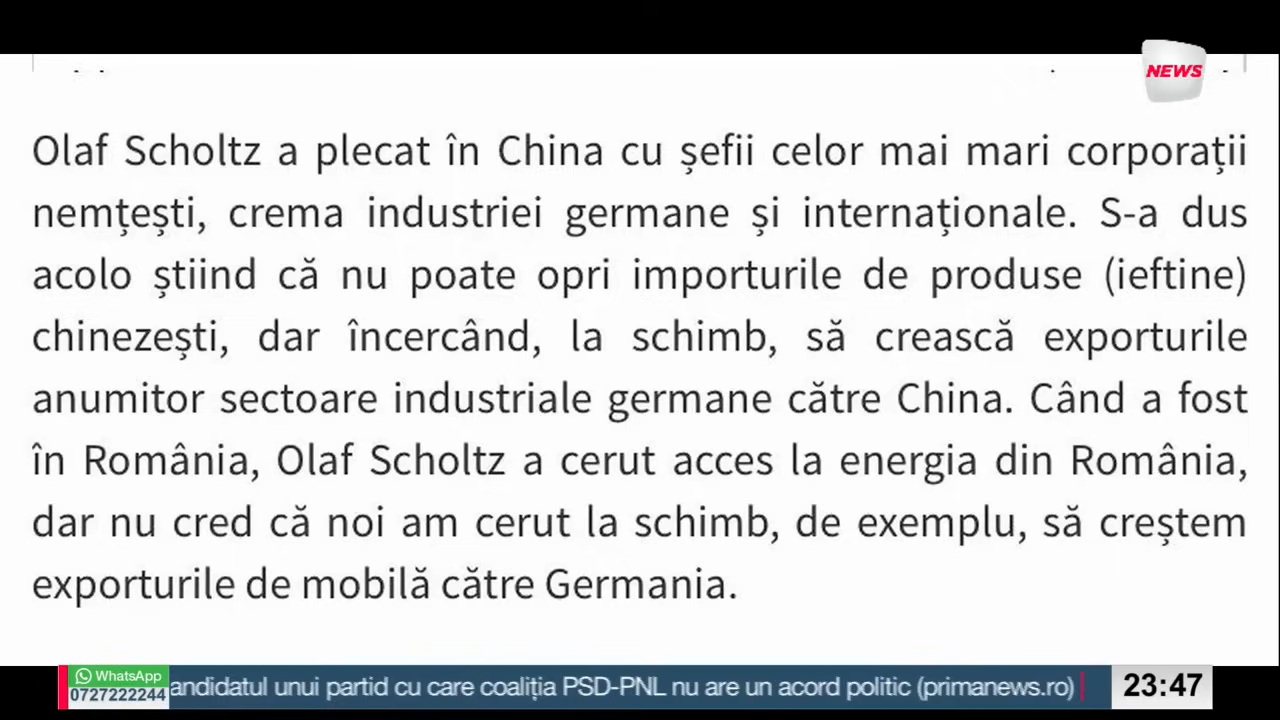 NEWS
Olaf Scholtz a plecat în China cu șefii celor mai mari corporații
nemțești, crema industriei germane și internaționale. S-a dus
acolo știind că nu poate opri importurile de produse (ieftine)
chinezești, dar încercând, la schimb, să crească exporturile
anumitor sectoare industriale germane către China. Când a fost
în România, Olaf Scholtz a cerut acces la energia din România,
dar nu cred că noi am cerut la schimb, de exemplu, să creștem
exporturile de mobilă către Germania.
WhatsApp
0727222244
andidatul unui partid cu care coaliția PSD-PNL nu are un acord politic (primanews.ro)
23:47